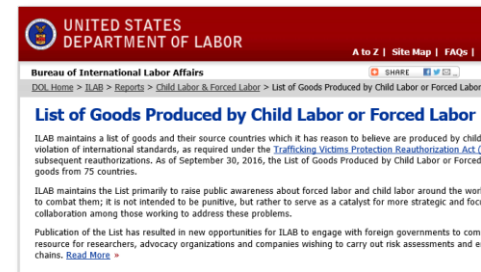 UNITED STATES
DEPARTMENT OF LABOR
A to Z | Site Map | FAQs |
Bureau of International Labor Affairs
SHARE
DOL Home > ILAB > Reports > Child Labor & Forced Labor > List of Goods Produced by Child Labor or Forced Labor
List of Goods Produced by Child Labor or Forced Labor
ILAB maintains a list of goods and their source countries which it has reason to believe are produced by child
violation of international standards, as required under the Trafficking Victims Protection Reauthorization Act (
subsequent reauthorizations. As of September 30, 2016, the List of Goods Produced by Child Labor or Forced
goods from 75 countries.
ILAB maintains the List primarily to raise public awareness about forced labor and child labor around the wor
to combat them; it is not intended to be punitive, but rather to serve as a catalyst for more strategic and foc
collaboration among those working to address these problems.
Publication of the List has resulted in new opportunities for ILAB to engage with foreign governments to com
resource for researchers, advocacy organizations and companies wishing to carry out risk assessments and e
chains. Read More »